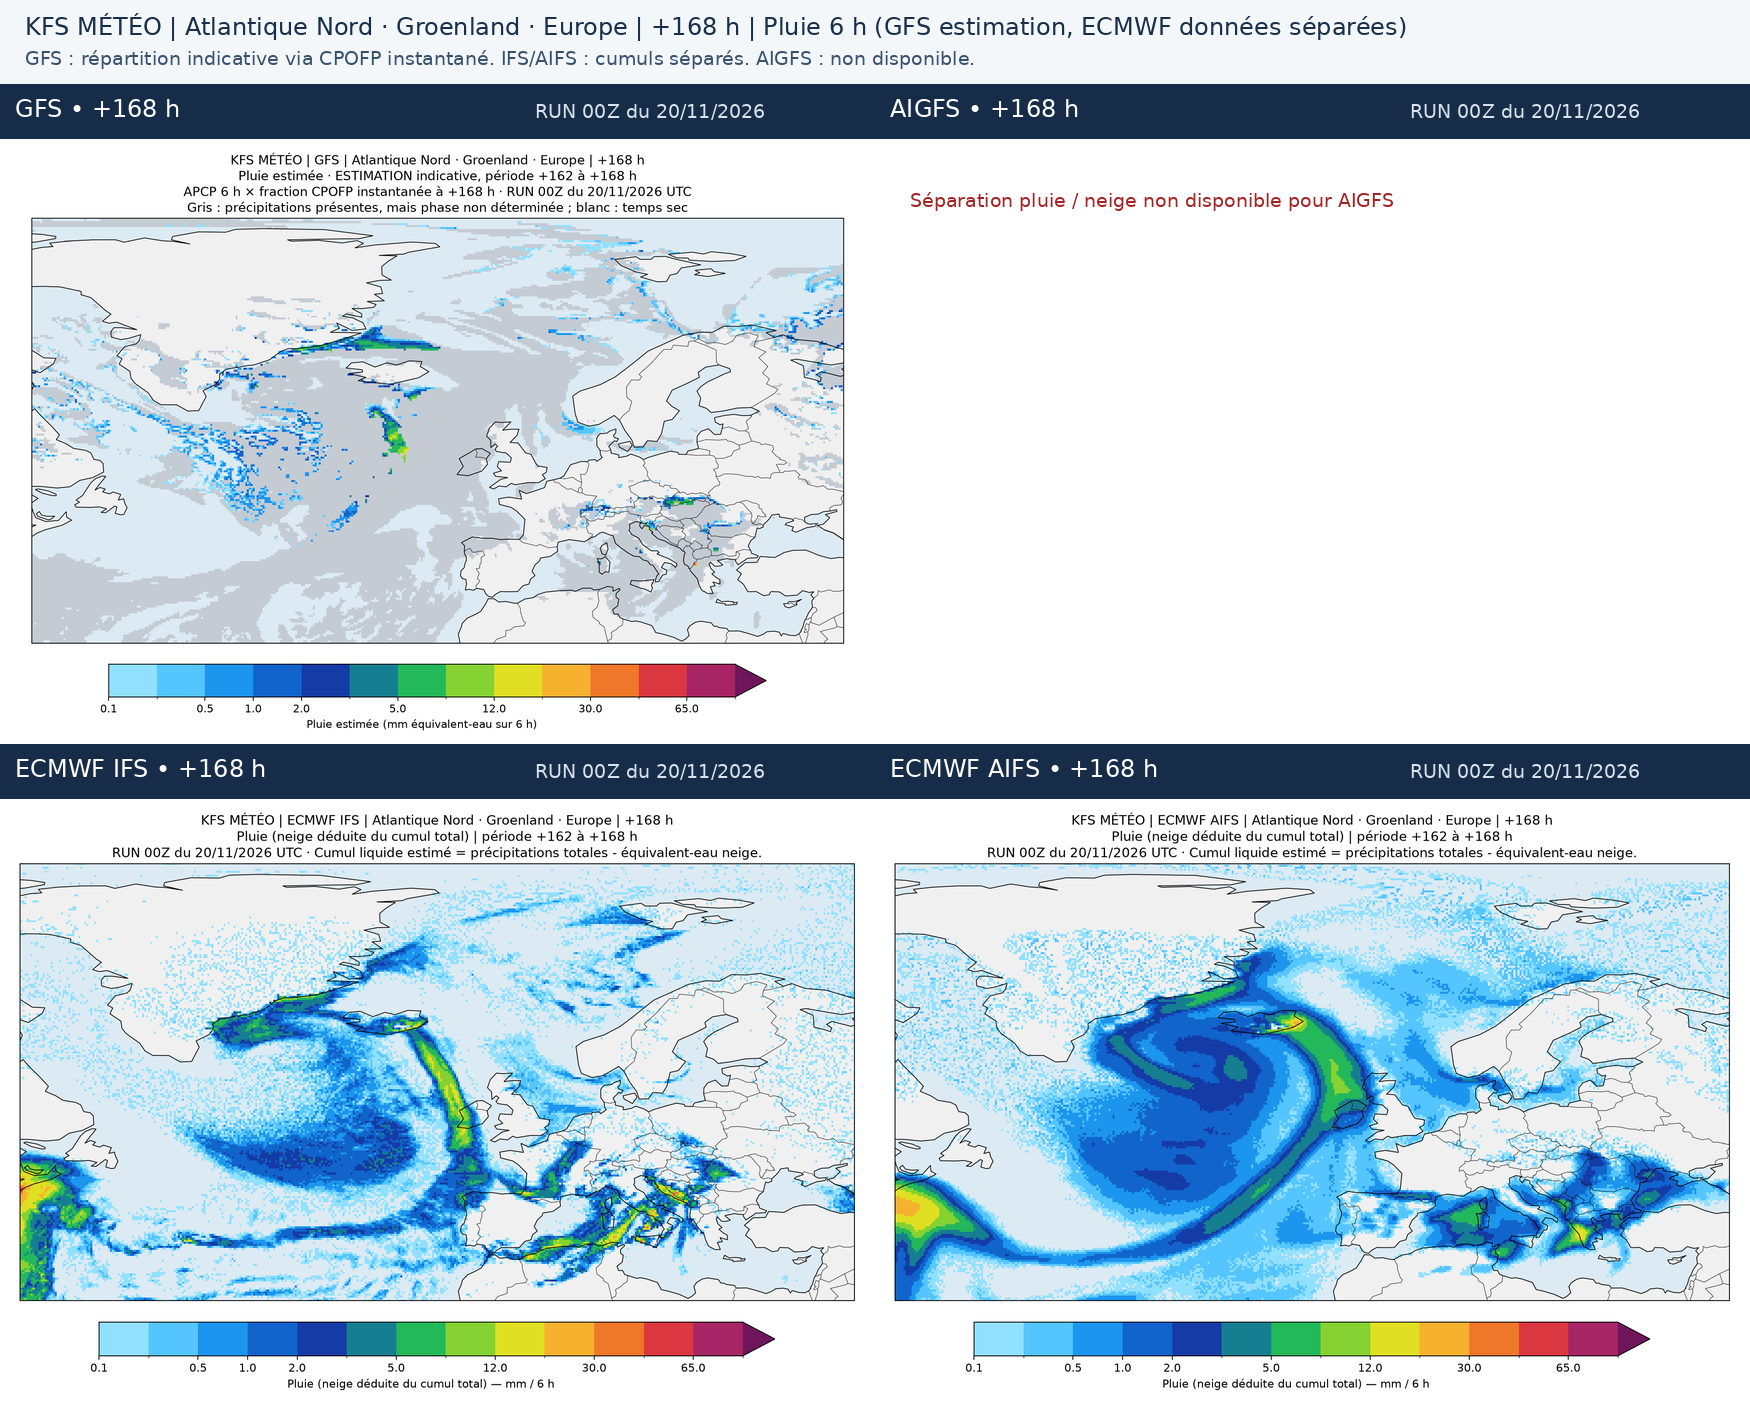 KFS MÉTÉO | Atlantique Nord · Groenland · Europe | +168 h | Pluie 6 h (GFS estimation, ECMWF données séparées)
GFS : répartition indicative via CPOFP instantané. IFS/AIFS : cumuls séparés. AIGFS : non disponible.
GFS • +168 h
RUN 00Z du 20/11/2026
AIGFS • +168 h
RUN 00Z du 20/11/2026
KFS MÉTÉO | GFS | Atlantique Nord · Groenland · Europe | +168 h
Pluie estimée · ESTIMATION indicative, période +162 à +168 h
APCP 6 h × fraction CPOFP instantanée à +168 h · RUN 00Z du 20/11/2026 UTC
Gris : précipitations présentes, mais phase non déterminée ; blanc : temps sec
Séparation pluie / neige non disponible pour AIGFS
0.1 0.5 1.0 2.0 5.0 12.0 30.0 65.0
Pluie estimée (mm équivalent-eau sur 6 h)
ECMWF IFS • +168 h
RUN 00Z du 20/11/2026
ECMWF AIFS • +168 h
RUN 00Z du 20/11/2026
KFS MÉTÉO | ECMWF IFS | Atlantique Nord · Groenland · Europe | +168 h
Pluie (neige déduite du cumul total) | période +162 à +168 h
RUN 00Z du 20/11/2026 UTC · Cumul liquide estimé = précipitations totales - équivalent-eau neige.
KFS MÉTÉO | ECMWF AIFS | Atlantique Nord · Groenland · Europe | +168 h
Pluie (neige déduite du cumul total) | période +162 à +168 h
RUN 00Z du 20/11/2026 UTC · Cumul liquide estimé = précipitations totales - équivalent-eau neige.
0.1 0.5 1.0 2.0 5.0 12.0 30.0 65.0
Pluie (neige déduite du cumul total) — mm / 6 h
0.1 0.5 1.0 2.0 5.0 12.0 30.0 65.0
Pluie (neige déduite du cumul total) — mm / 6 h